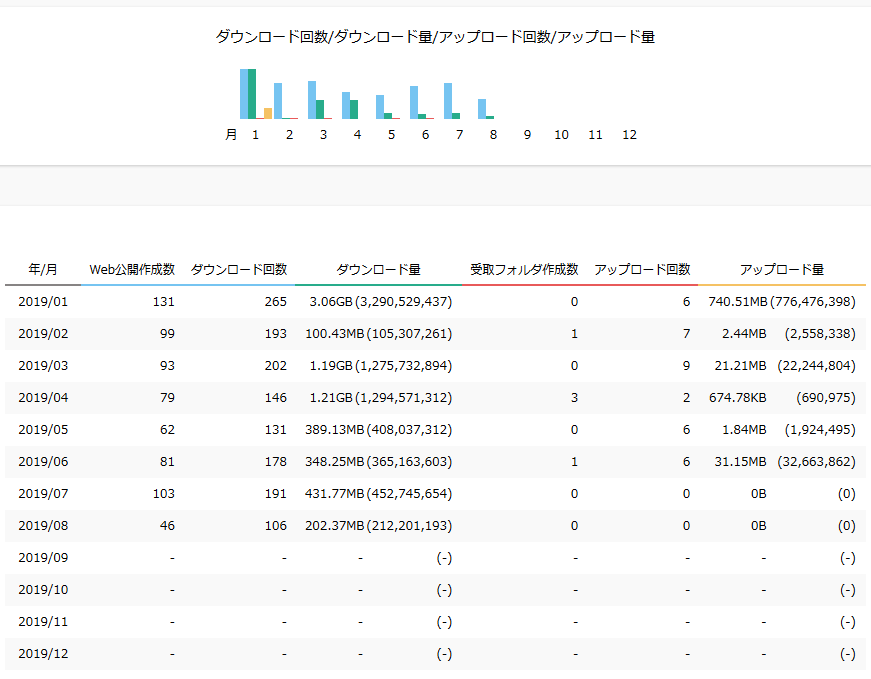 ダウンロード回数/ダウンロード量/アップロード回数/アップロード量
月 1 2 3 4 5 6 7 8 9 10 11 12
年/月 Web公開作成数 ダウンロード回数 ダウンロード量 受取フォルダ作成数 アップロード回数 アップロード量
2019/01 131 265 3.06GB (3,290,529,437) 0 6 740.51MB (776,476,398)
2019/02 99 193 100.43MB (105,307,261) 1 7 2.44MB (2,558,338)
2019/03 93 202 1.19GB (1,275,732,894) 0 9 21.21MB (22,244,804)
2019/04 79 146 1.21GB (1,294,571,312) 3 2 674.78KB (690,975)
2019/05 62 131 389.13MB (408,037,312) 0 6 1.84MB (1,924,495)
2019/06 81 178 348.25MB (365,163,603) 1 6 31.15MB (32,663,862)
2019/07 103 191 431.77MB (452,745,654) 0 0 0B (0)
2019/08 46 106 202.37MB (212,201,193) 0 0 0B (0)
2019/09 - - - (-) - - - (-)
2019/10 - - - (-) - - - (-)
2019/11 - - - (-) - - - (-)
2019/12 - - - (-) - - - (-)